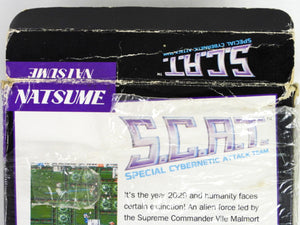 S.C.A.T.
SPECIAL CYBERNETIC ATTACK TEAM
NATSUME
NATSUME
S.C.A.T.
SPECIAL CYBERNETIC ATTACK TEAM
It's the year 2029 and humanity faces
certain extinction! An alien force led by
the Supreme Commander Vile Malmort